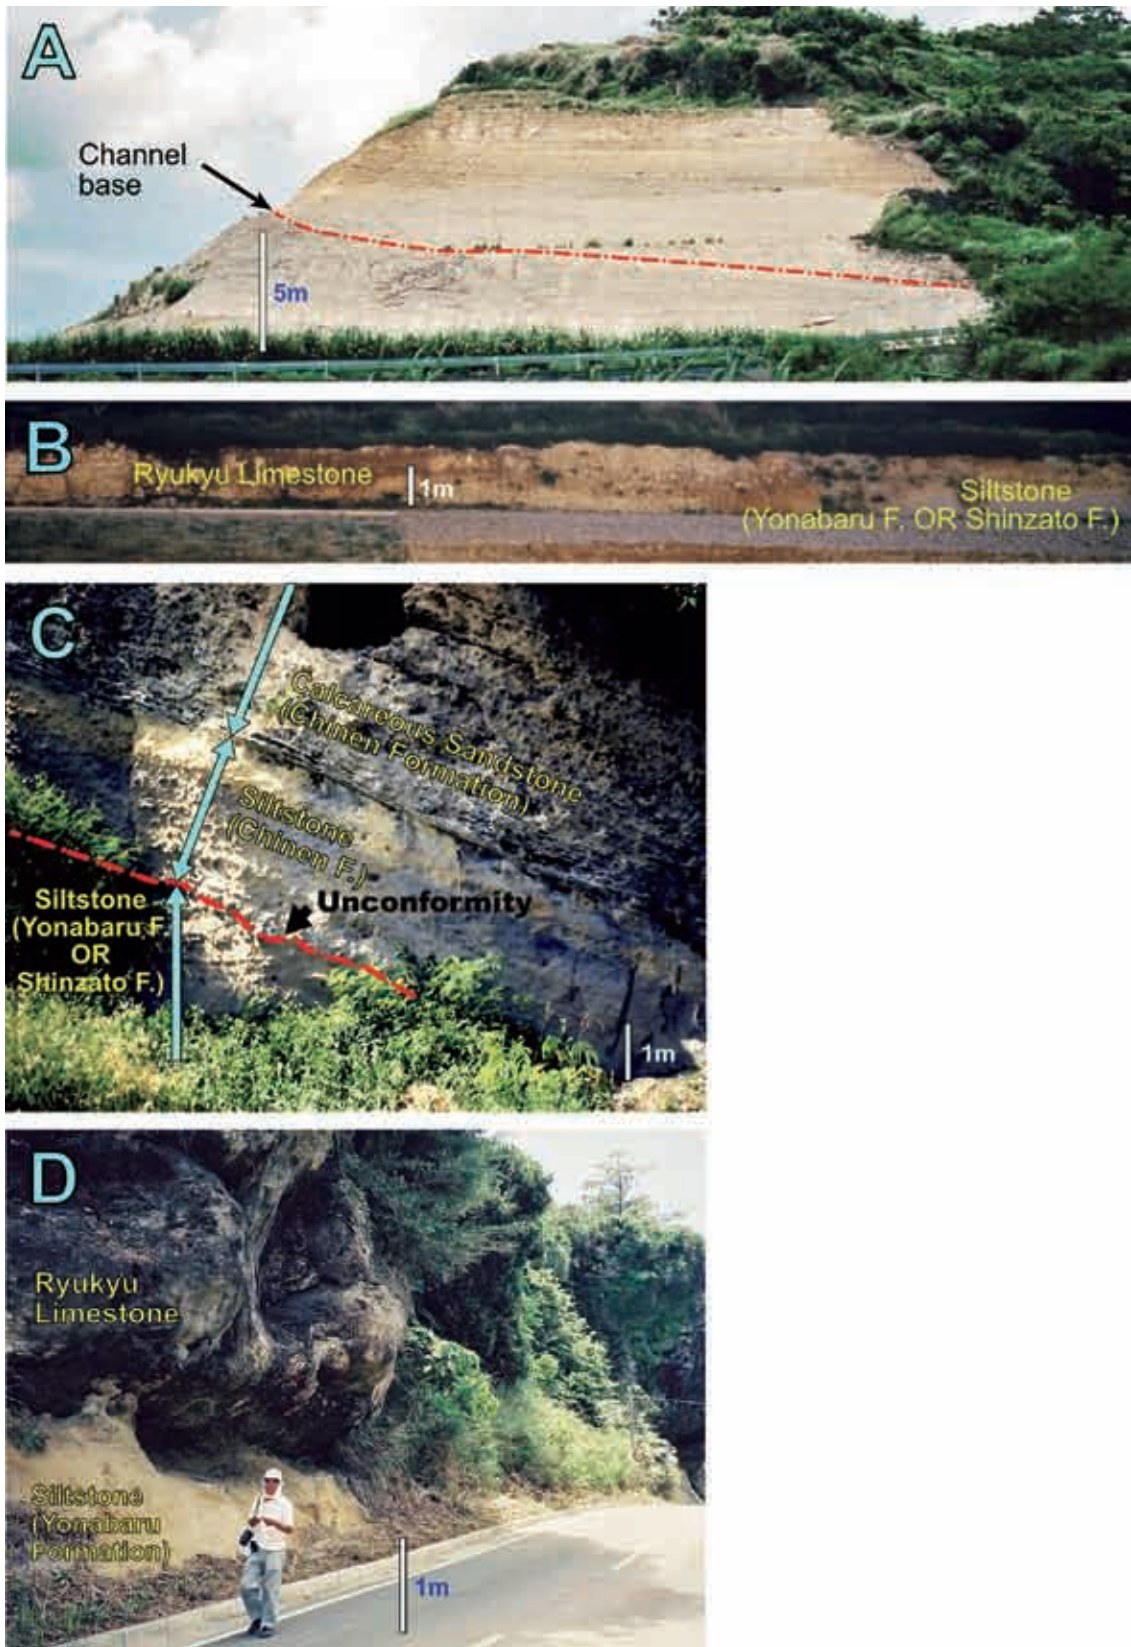 A
Channel
base
5m
B
Ryukyu Limestone
1m
Siltstone
(Yonabaru F. OR Shinzato F.)
C
Calcareous Sandstone
(Chinen Formation)
Siltstone
(Chinen F.)
Unconformity
Siltstone
(Yonabaru F.
OR
Shinzato F.)
1m
D
Ryukyu
Limestone
Siltstone
(Yonabaru
Formation)
1m